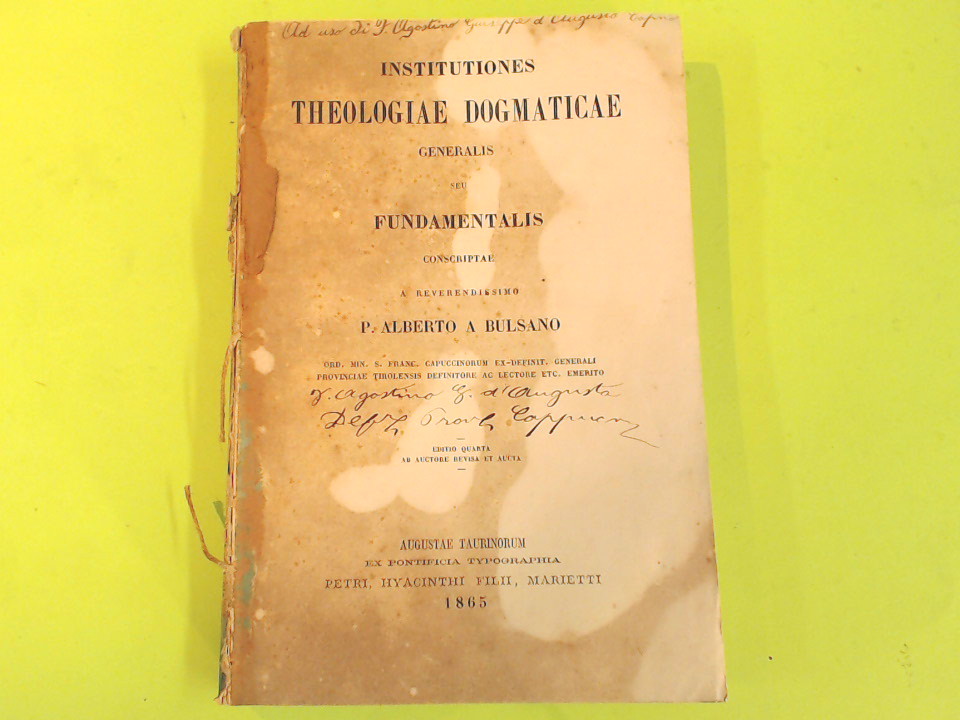 Ad uso di F. Agostino Giuseppe d'Augusta Capuc
INSTITUTIONES
THEOLOGIAE DOGMATICAE
GENERALIS
SEU
FUNDAMENTALIS
CONSCRIPTAE
A REVERENDISSIMO
P. ALBERTO A BULSANO
ORD. MIN. S. FRANC. CAPUCCINORUM EX-DEFINIT. GENERALI
PROVINCIAE TIROLENSIS DEFINITORE AC LECTORE ETC. EMERITO
F. Agostino G. d'Augusta
EDITIO QUARTA
AB AUCTORE REVISA ET AUCTA
AUGUSTAE TAURINORUM
EX PONTIFICIA TYPOGRAPHIA
PETRI, HYACINTHI FILII, MARIETTI
1865